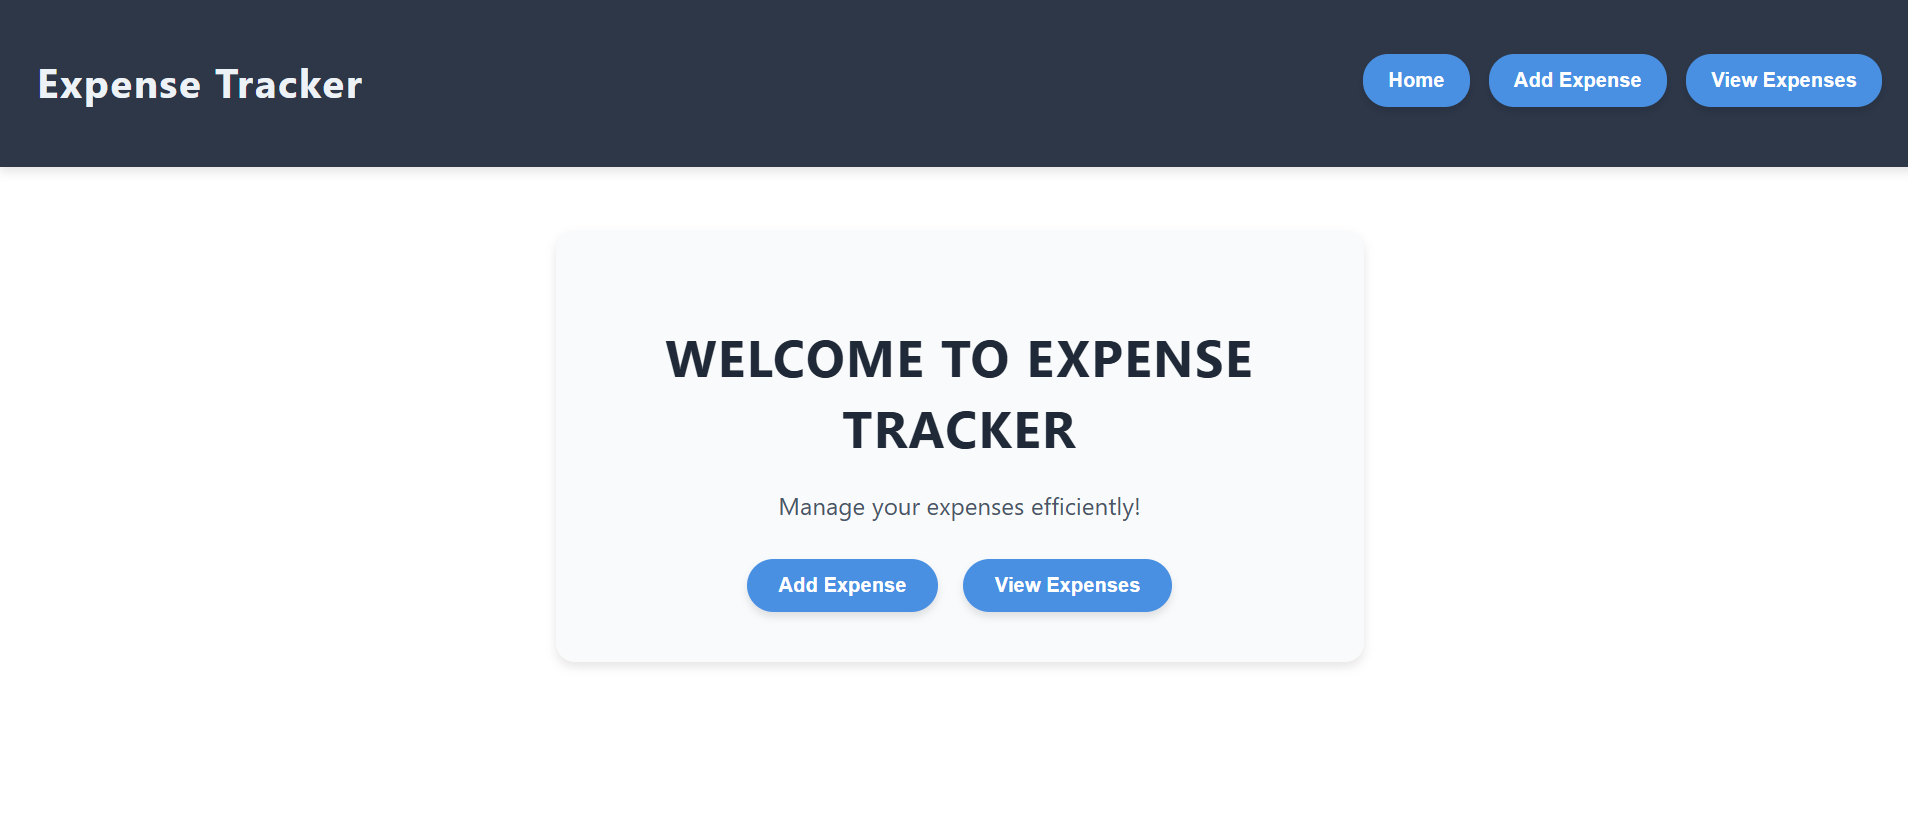 Expense Tracker
Home
Add Expense
View Expenses
WELCOME TO EXPENSE
TRACKER
Manage your expenses efficiently!
Add Expense
View Expenses